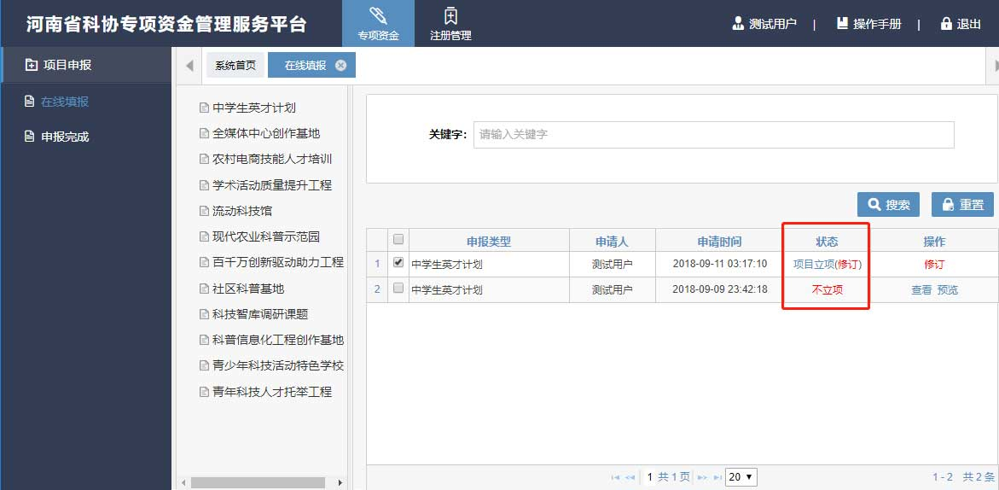 河南省科协专项资金管理服务平台
专项资金
注册管理
测试用户 | 操作手册 | 退出
项目申报
在线填报
申报完成
系统首页
在线填报
中学生英才计划
全媒体中心创作基地
农村电商技能人才培训
学术活动质量提升工程
流动科技馆
现代农业科普示范园
百千万创新驱动助力工程
社区科普基地
科技智库调研课题
科普信息化工程创作基地
青少年科技活动特色学校
青年科技人才托举工程
关键字： 请输入关键字
搜索 重置
申报类型 申请人 申请时间 状态 操作
1 中学生英才计划 测试用户 2018-09-11 03:17:10 项目立项(修订) 修订
2 中学生英才计划 测试用户 2018-09-09 23:42:18 不立项 查看 预览
1 共1页 20 1 - 2 共2条